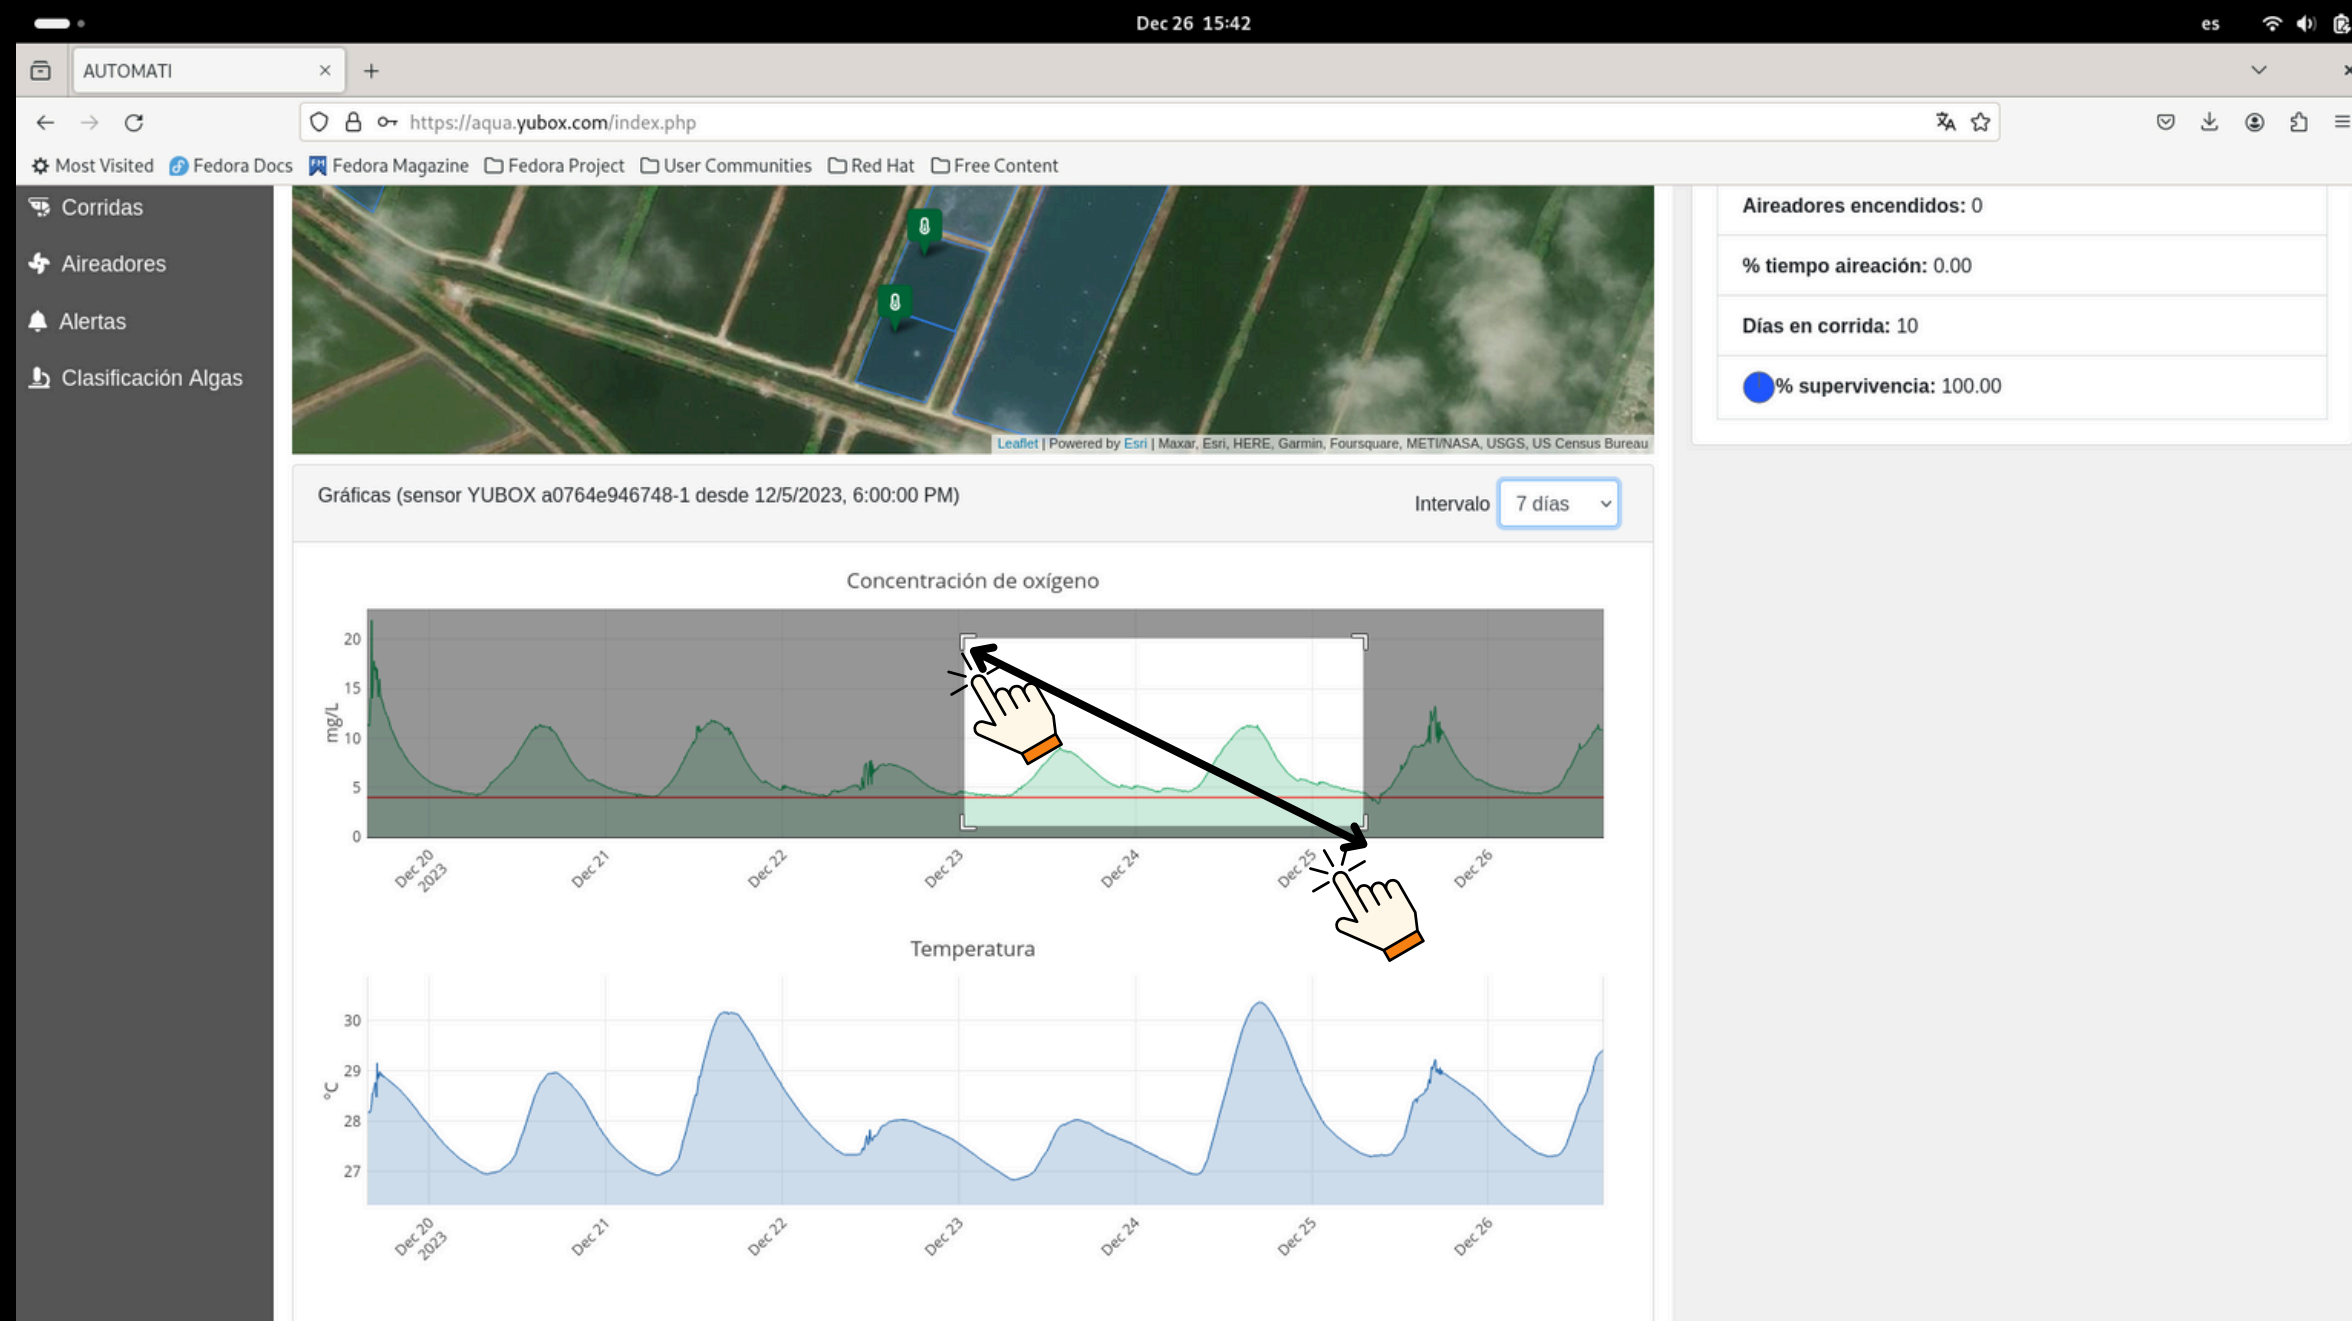 Dec 26 15:42
es
AUTOMATI
https://aqua.yubox.com/index.php
Most Visited
Fedora Docs
Fedora Magazine
Fedora Project
User Communities
Red Hat
Free Content
Corridas
Aireadores
Alertas
Clasificación Algas
Leaflet | Powered by Esri | Maxar, Esri, HERE, Garmin, Foursquare, METI/NASA, USGS, US Census Bureau
Aireadores encendidos: 0
% tiempo aireación: 0.00
Días en corrida: 10
% supervivencia: 100.00
Gráficas (sensor YUBOX a0764e946748-1 desde 12/5/2023, 6:00:00 PM)
Intervalo 7 días
Concentración de oxígeno
mg/L
20
15
10
5
0
Dec 20
2023
Dec 21
Dec 22
Dec 23
Dec 24
Dec 25
Dec 26
Temperatura
°C
30
29
28
27
Dec 20
2023
Dec 21
Dec 22
Dec 23
Dec 24
Dec 25
Dec 26